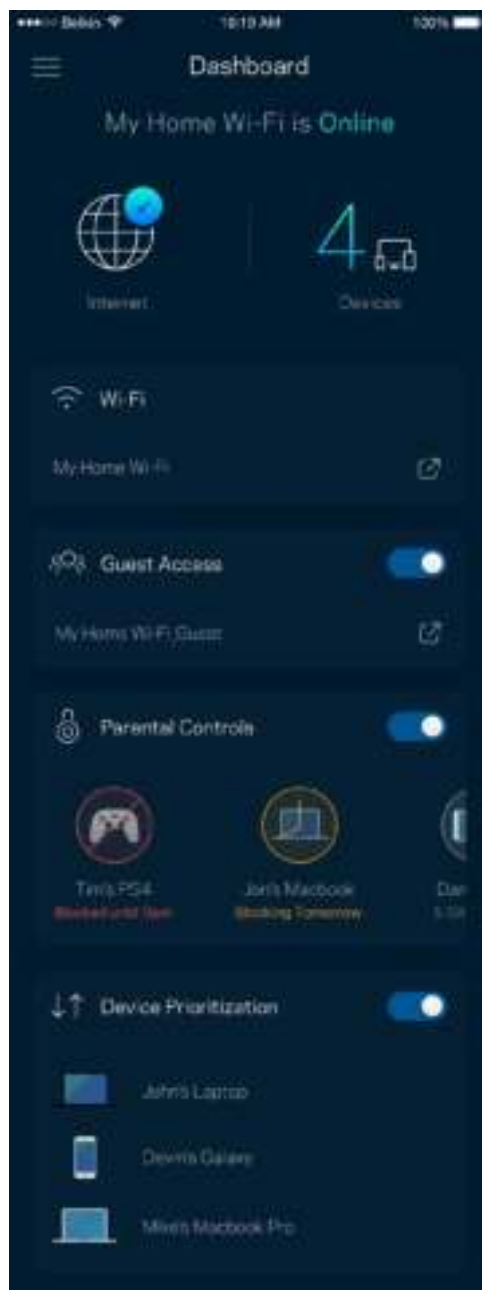 Belkin 10:10 AM 100%
Dashboard
My Home Wi-Fi is Online
4
Internet Devices
Wi-Fi
My Home Wi-Fi
Guest Access
My Home Wi-Fi_Guest
Parental Controls
Tim's PS4 Jon's Macbook
Blocking Tomorrow
Device Prioritization
John's Laptop
Devin's Galaxy
Mike's Macbook Pro